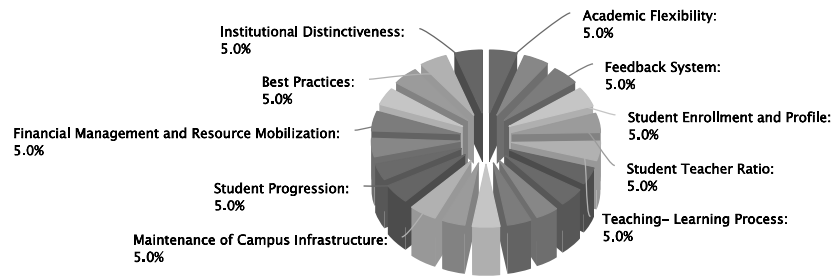 Academic Flexibility:
5.0%
Feedback System:
5.0%
Student Enrollment and Profile:
5.0%
Student Teacher Ratio:
5.0%
Teaching- Learning Process:
5.0%
Maintenance of Campus Infrastructure:
5.0%
Student Progression:
5.0%
Financial Management and Resource Mobilization:
5.0%
Best Practices:
5.0%
Institutional Distinctiveness:
5.0%